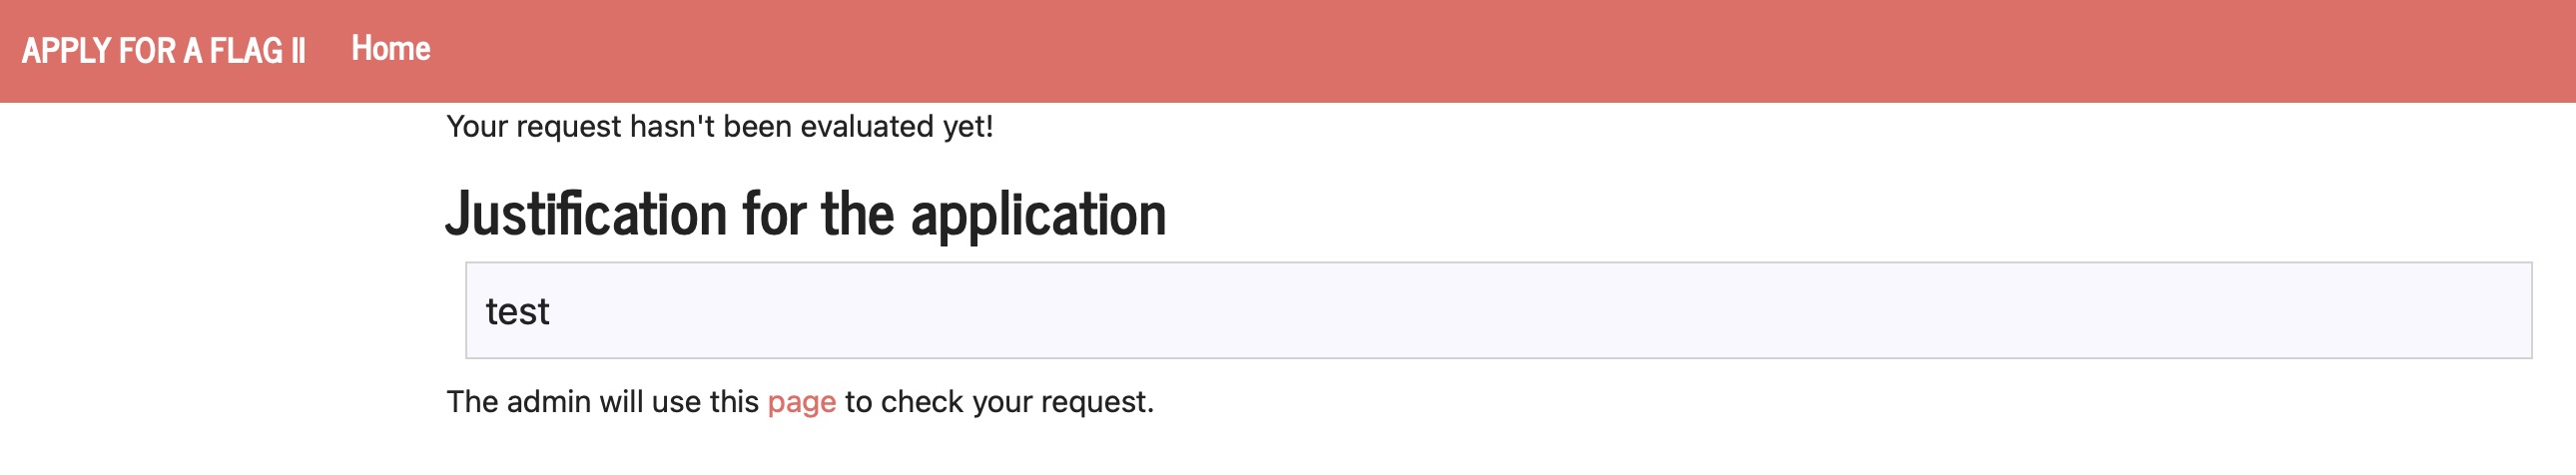 APPLY FOR A FLAG II Home
Your request hasn't been evaluated yet!
Justification for the application
test
The admin will use this page to check your request.